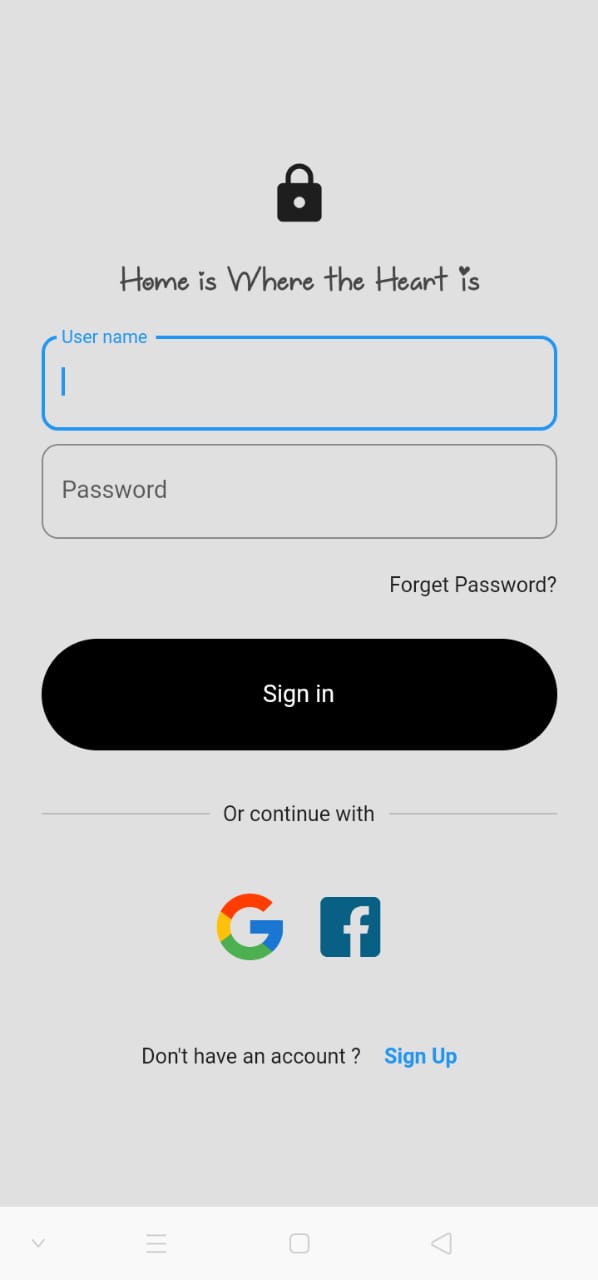 Home is Where the Heart is
User name
Password
Forget Password?
Sign in
Or continue with
Don't have an account ? Sign Up